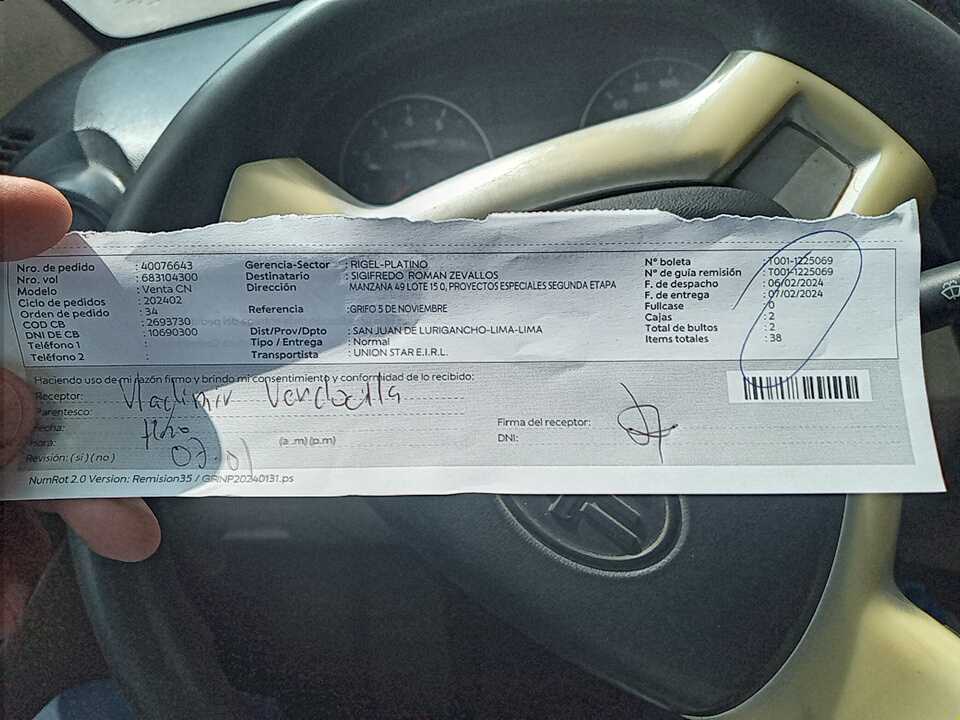 Nro. de pedido : 40076643 Gerencia-Sector : RIGEL-PLATINO N° boleta : T001-1225069
Nro. vol : 683104300 Destinatario : SIGIFREDO ROMAN ZEVALLOS N° de guía remisión : T001-1225069
Modelo : Venta CN Dirección MANZANA 49 LOTE 15 0, PROYECTOS ESPECIALES SEGUNDA ETAPA F. de despacho : 06/02/2024
Ciclo de pedidos : 202402 F. de entrega : 07/02/2024
Orden de pedido : 34 Referencia :GRIFO 5 DE NOVIEMBRE Fullcase : 0
COD CB : 2693730 Cajas : 2
DNI DE CB : 10690300 Dist/Prov/Dpto : SAN JUAN DE LURIGANCHO-LIMA-LIMA Total de bultos : 2
Teléfono 1 : Tipo / Entrega : Normal Items totales : 38
Teléfono 2 : Transportista : UNION STAR E.I.R.L.
Haciendo uso de mi razón firmo y brindo mi consentimiento y conformidad de lo recibido:
Receptor: Vladimir
Parentesco:
Fecha: Firma del receptor:
Hora: (a .m) (p.m) DNI:
Revisión: ( si ) ( no )
NumRot 2.0 Version: Remision35 / GRNP20240131.ps